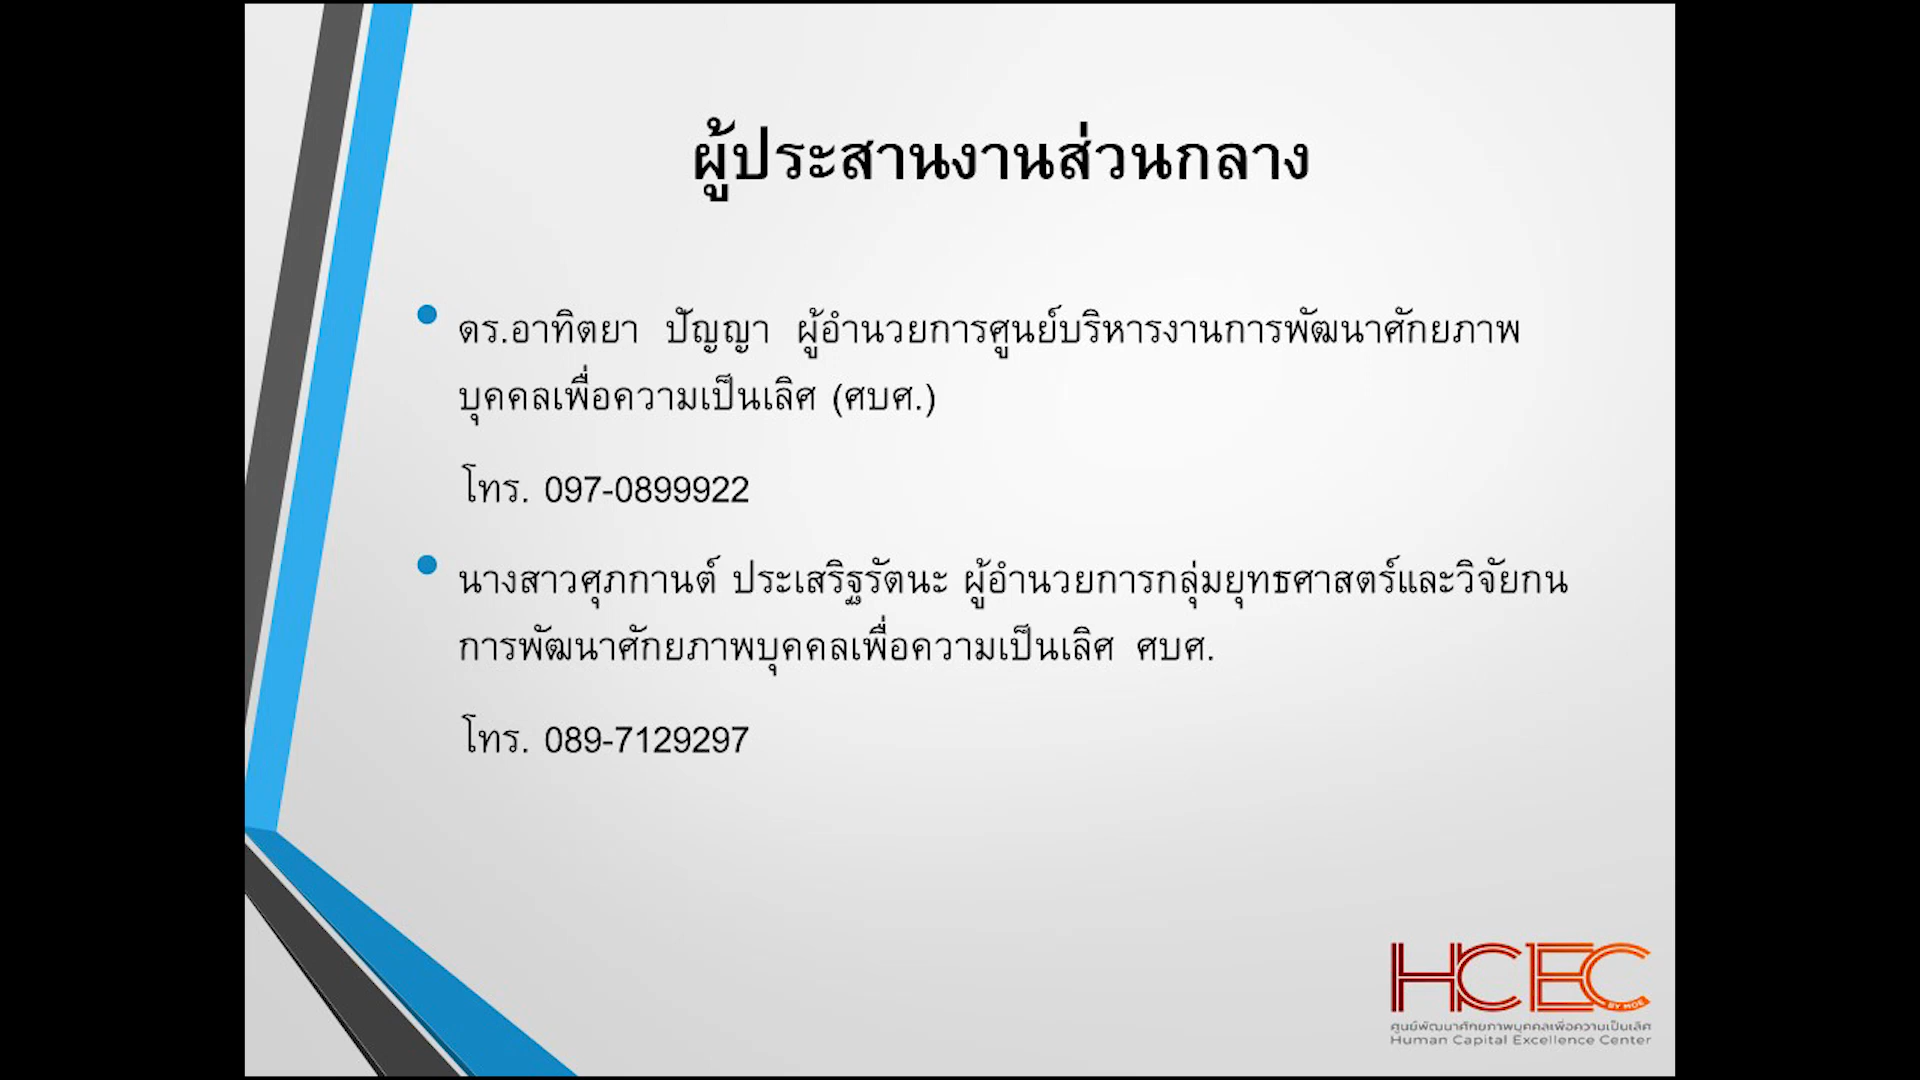 ผู้ประสานงานส่วนกลาง
ดร.อาทิตยา ปัญญา ผู้อำนวยการศูนย์บริหารงานการพัฒนาศักยภาพ
บุคคลเพื่อความเป็นเลิศ (ศบศ.)
โทร. 097-0899922
นางสาวศุภกานต์ ประเสริฐรัตนะ ผู้อำนวยการกลุ่มยุทธศาสตร์และวิจัยกน
การพัฒนาศักยภาพบุคคลเพื่อความเป็นเลิศ ศบศ.
โทร. 089-7129297
HCEC
BY MOE
ศูนย์พัฒนาศักยภาพบุคคลเพื่อความเป็นเลิศ
Human Capital Excellence Center